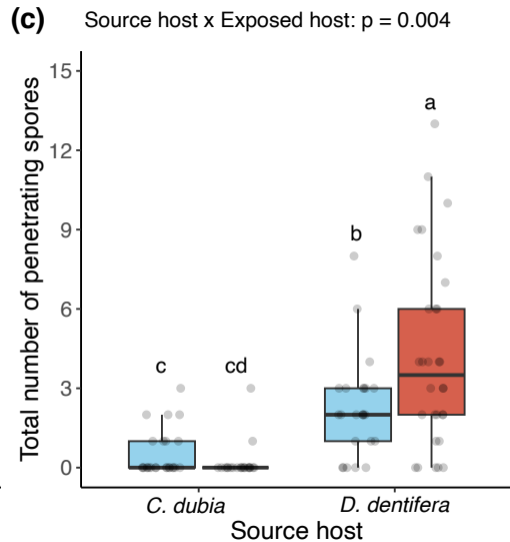 (c) Source host x Exposed host: p = 0.004
Total number of penetrating spores
15
12
9
6
3
0
a
b
c
cd
C. dubia
D. dentifera
Source host